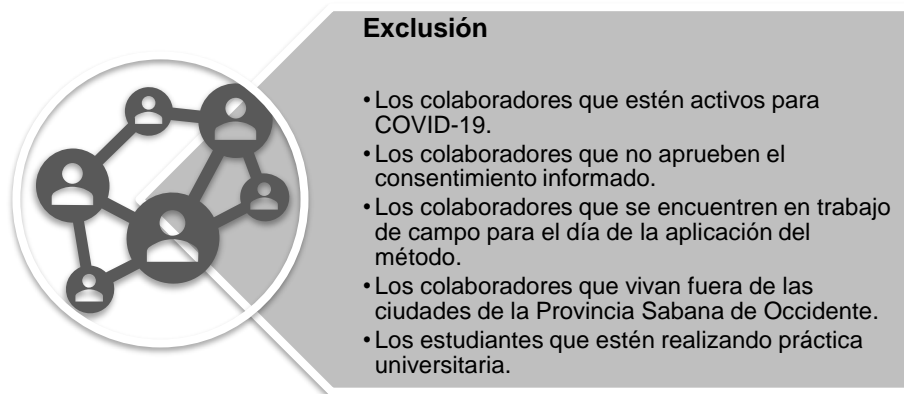 Exclusión
• Los colaboradores que estén activos para
COVID-19.
• Los colaboradores que no aprueben el
consentimiento informado.
• Los colaboradores que se encuentren en trabajo
de campo para el día de la aplicación del
método.
• Los colaboradores que vivan fuera de las
ciudades de la Provincia Sabana de Occidente.
• Los estudiantes que estén realizando práctica
universitaria.